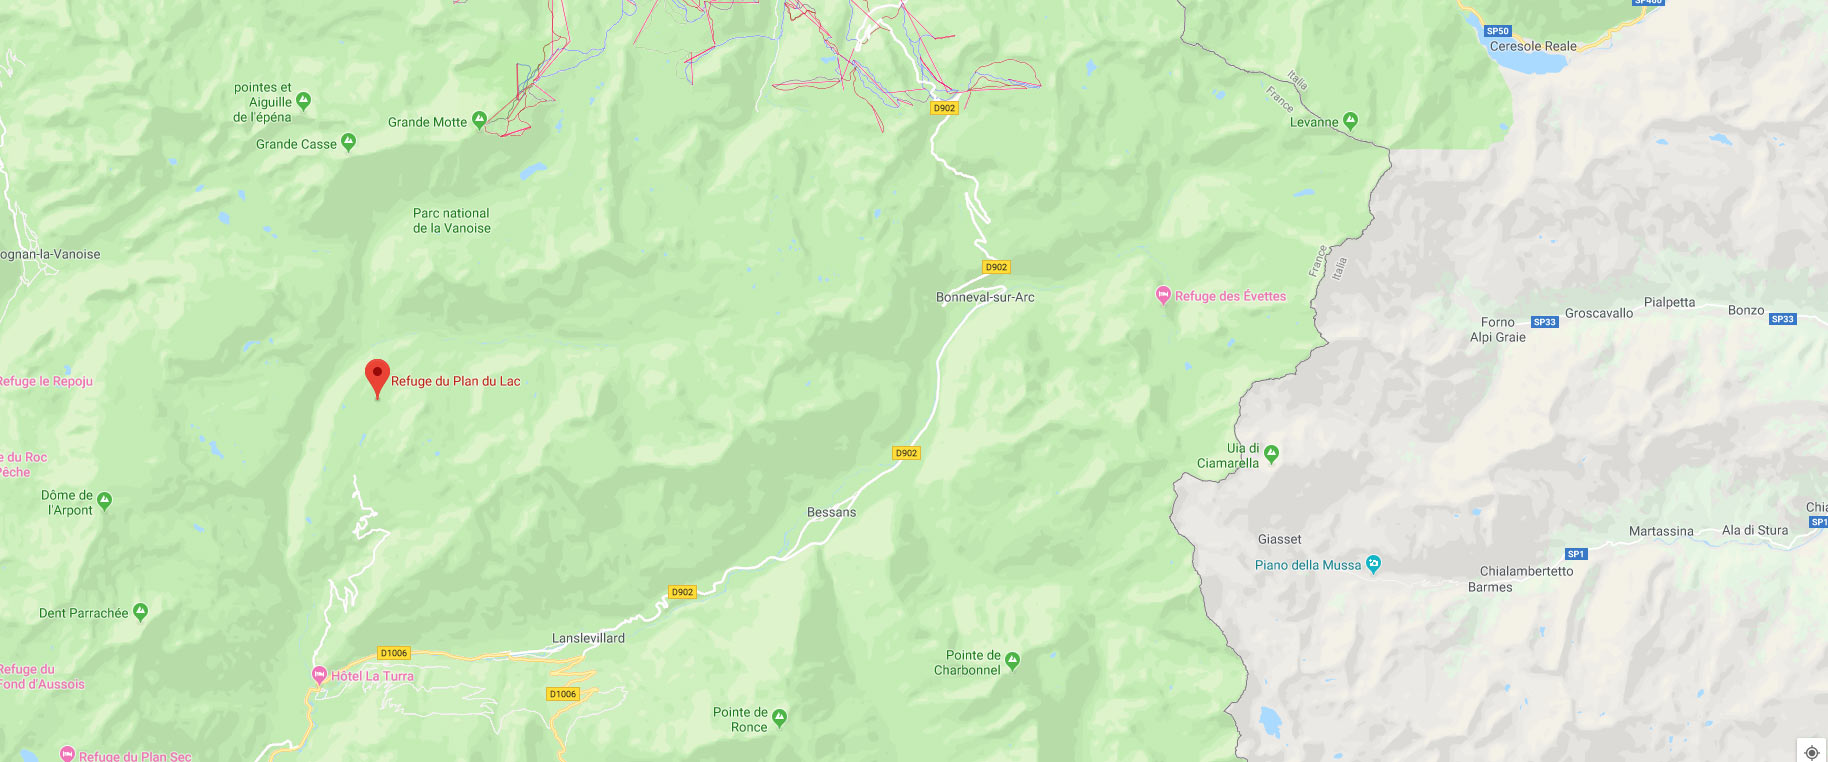 SP460
SP50
Ceresole Reale
Italia
France
pointes et
Aiguille
de l'épéna
Grande Motte
D902
Levanne
Grande Casse
Parc national
de la Vanoise
ognan-la-Vanoise
France
Italia
D902
Bonneval-sur-Arc
Refuge des Évettes
Pialpetta
Groscavallo
Bonzo
SP33
Forno
Alpi Graie
SP33
Refuge le Repoju
Refuge du Plan du Lac
D902
Uia di
Ciamarella
e du Roc
Pêche
Dôme de
l'Arpont
Bessans
Chia
SP1
Martassina
Ala di Stura
Giasset
SP1
Piano della Mussa
Chialambertetto
Barmes
D902
Dent Parrachée
Lanslevillard
D1006
Pointe de
Charbonnel
Refuge du
Fond d'Aussois
Hôtel La Turra
D1006
Pointe de
Ronce
Refuge du Plan Sec